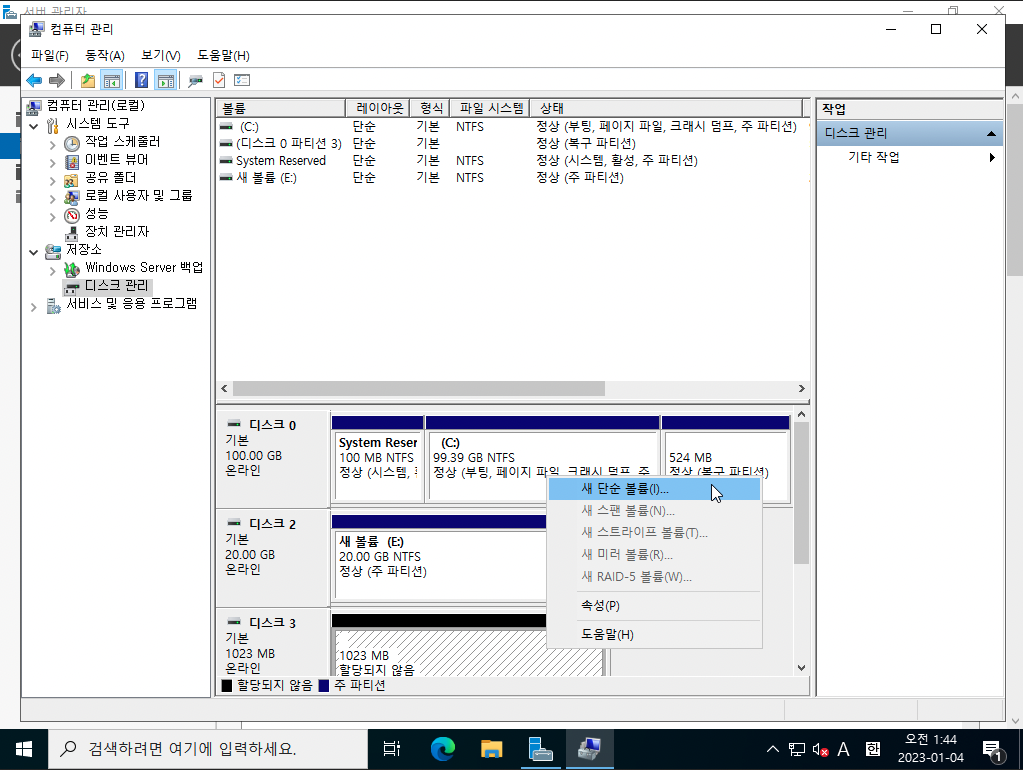 서버 관리자
컴퓨터 관리
파일(F) 동작(A) 보기(V) 도움말(H)
컴퓨터 관리(로컬)
시스템 도구
작업 스케줄러
이벤트 뷰어
공유 폴더
로컬 사용자 및 그룹
성능
장치 관리자
저장소
Windows Server 백업
디스크 관리
서비스 및 응용 프로그램
볼륨 레이아웃 형식 파일 시스템 상태
(C:) 단순 기본 NTFS 정상 (부팅, 페이지 파일, 크래시 덤프, 주 파티션)
(디스크 0 파티션 3) 단순 기본 정상 (복구 파티션)
System Reserved 단순 기본 NTFS 정상 (시스템, 활성, 주 파티션)
새 볼륨 (E:) 단순 기본 NTFS 정상 (주 파티션)
작업
디스크 관리
기타 작업
디스크 0
기본
100.00 GB
온라인
System Reser
100 MB NTFS
정상 (시스템,
(C:)
99.39 GB NTFS
정상 (부팅, 페이지 파일, 크래시 덤프, 주
524 MB
정상 (복구 파티션)
디스크 2
기본
20.00 GB
온라인
새 볼륨 (E:)
20.00 GB NTFS
정상 (주 파티션)
디스크 3
기본
1023 MB
온라인
1023 MB
할당되지 않음
새 단순 볼륨(I)...
새 스팬 볼륨(N)...
새 스트라이프 볼륨(T)...
새 미러 볼륨(R)...
새 RAID-5 볼륨(W)...
속성(P)
도움말(H)
할당되지 않음 주 파티션
검색하려면 여기에 입력하세요.
A 한
오전 1:44
2023-01-04
1